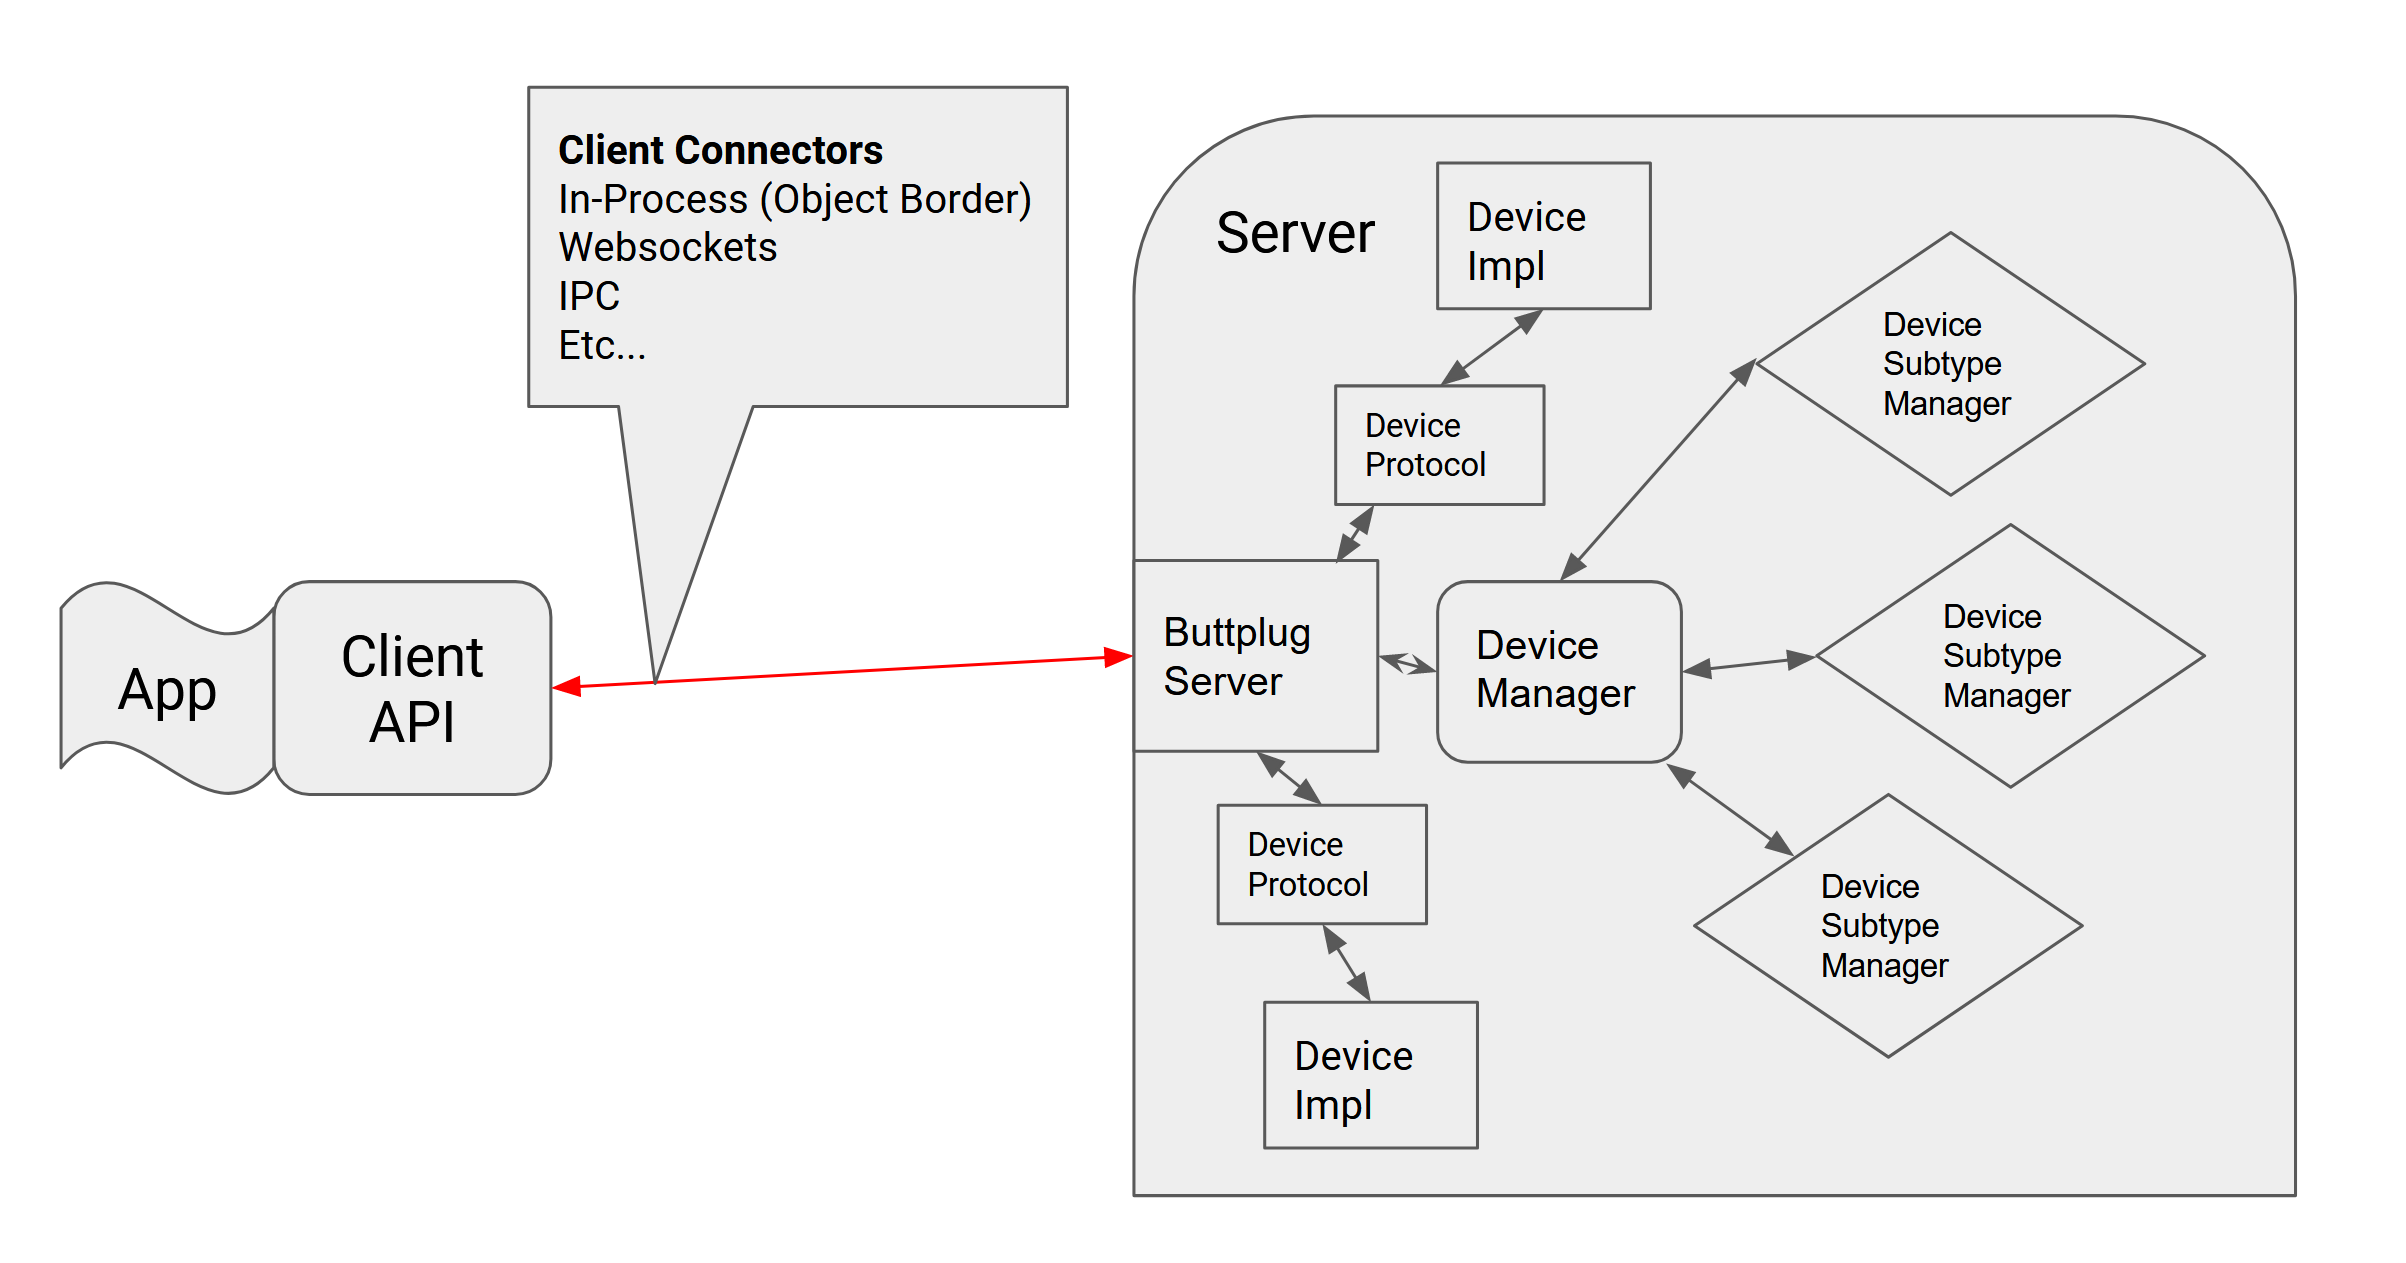 Client Connectors
In-Process (Object Border)
Websockets
IPC
Etc...
App
Client
API
Server
Device
Impl
Device
Protocol
Buttplug
Server
Device
Manager
Device
Subtype
Manager
Device
Subtype
Manager
Device
Subtype
Manager
Device
Protocol
Device
Impl